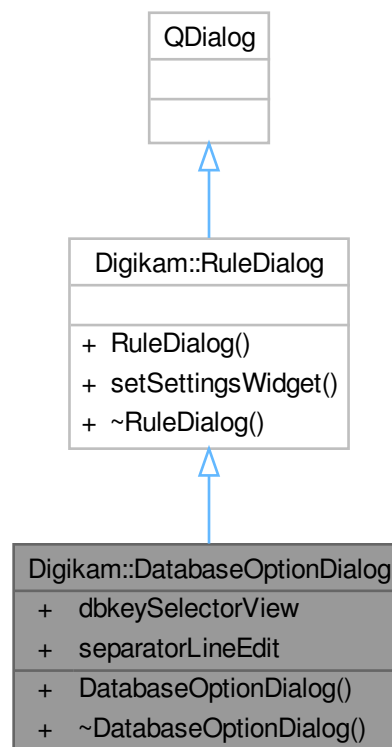 QDialog
Digikam::RuleDialog
+ RuleDialog()
+ setSettingsWidget()
+ ~RuleDialog()
Digikam::DatabaseOptionDialog
+ dbkeySelectorView
+ separatorLineEdit
+ DatabaseOptionDialog()
+ ~DatabaseOptionDialog()